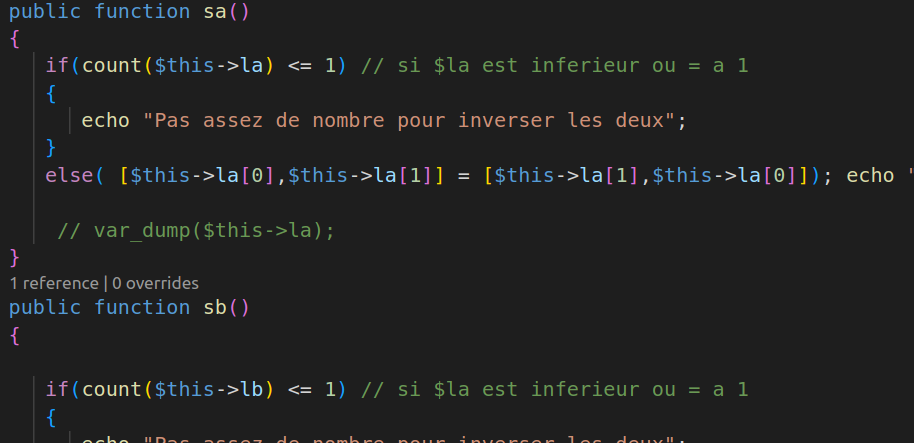 public function sa()
{
if(count($this->la) <= 1) // si $la est inferieur ou = a 1
{
echo "Pas assez de nombre pour inverser les deux";
}
else( [$this->la[0],$this->la[1]] = [$this->la[1],$this->la[0]]); echo "
// var_dump($this->la);
}
1 reference | 0 overrides
public function sb()
{
if(count($this->lb) <= 1) // si $la est inferieur ou = a 1
{
echo "Pas assez de nombre pour inverser les deux";